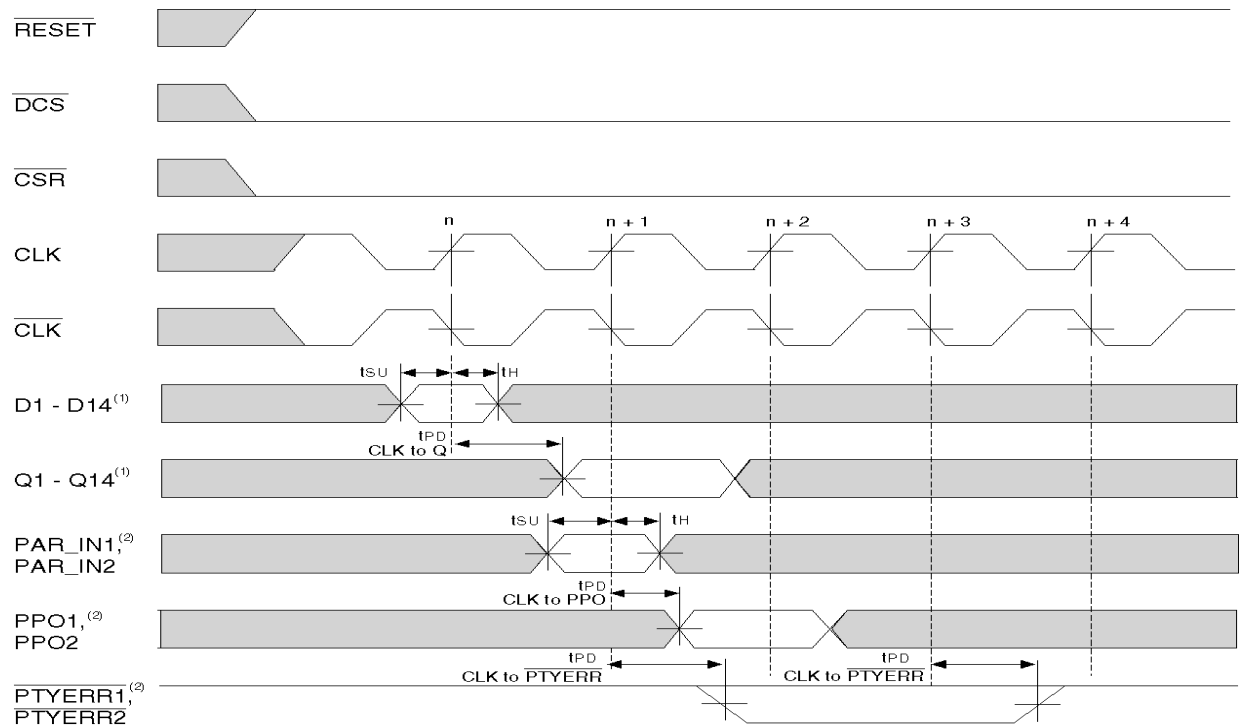 RESET
DCS
CSR
n n + 1 n + 2 n + 3 n + 4
CLK
CLK
tSU tH
D1 - D14(1)
tPD
CLK to Q
Q1 - Q14(1)
tSU tH
PAR_IN1,(2)
PAR_IN2
tPD
CLK to PPO
PPO1,(2)
PPO2
tPD tPD
CLK to PTYERR CLK to PTYERR
PTYERR1,(2)
PTYERR2